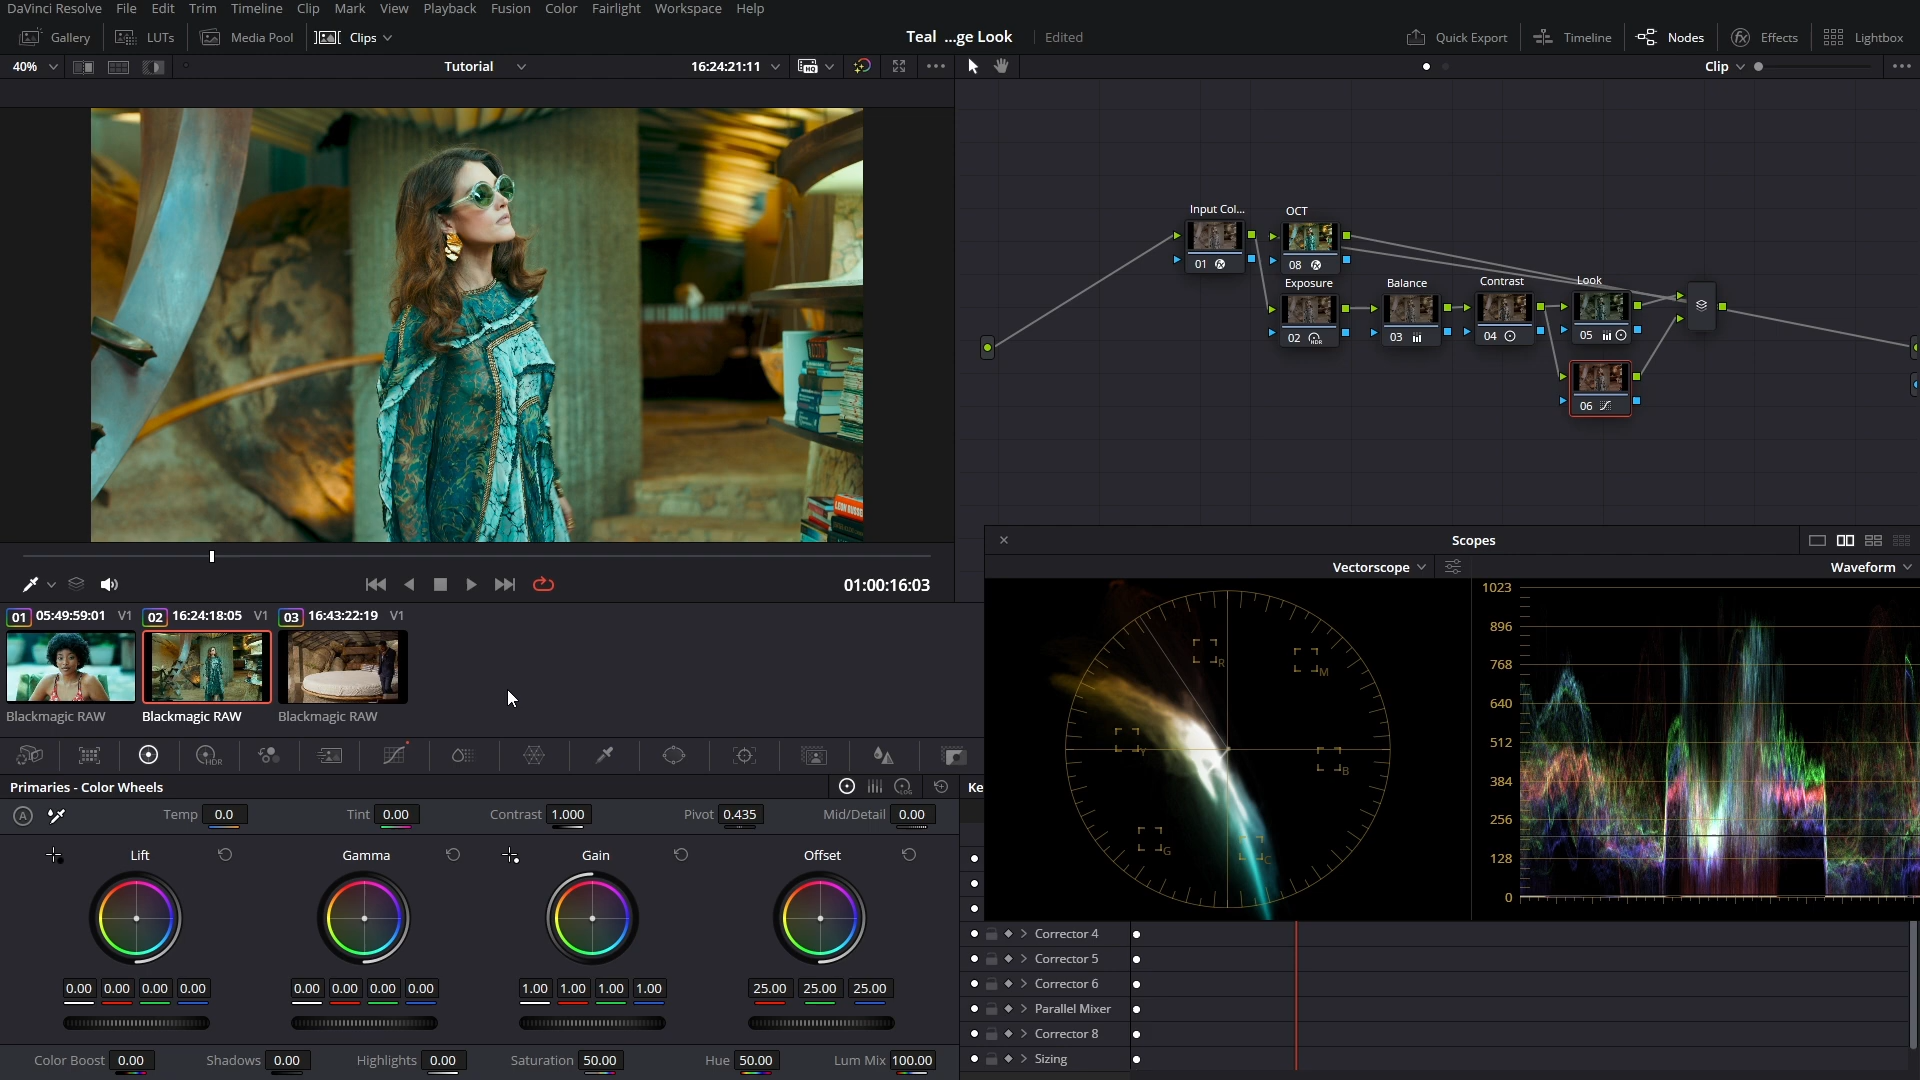 DaVinci Resolve File Edit Trim Timeline Clip Mark View Playback Fusion Color Fairlight Workspace Help
Gallery LUTs Media Pool Clips Teal ...ge Look Edited Quick Export Timeline Nodes Effects Lightbox
40% Tutorial 16:24:21:11 HQ Clip
Input Col... OCT
01 08
Exposure Balance Contrast Look
02 HDR 03 04 05
06
LEON
Scopes
Vectorscope Waveform
R M Y B G C
1023
896
768
640
512
384
256
128
0
01:00:16:03
01 05:49:59:01 V1 02 16:24:18:05 V1 03 16:43:22:19 V1
Blackmagic RAW Blackmagic RAW Blackmagic RAW
HDR
Primaries - Color Wheels LOG Ke
A Temp 0.0 Tint 0.00 Contrast 1.000 Pivot 0.435 Mid/Detail 0.00
Lift Gamma Gain Offset
0.00 0.00 0.00 0.00 0.00 0.00 0.00 0.00 1.00 1.00 1.00 1.00 25.00 25.00 25.00
Color Boost 0.00 Shadows 0.00 Highlights 0.00 Saturation 50.00 Hue 50.00 Lum Mix 100.00
Corrector 4
Corrector 5
Corrector 6
Parallel Mixer
Corrector 8
Sizing